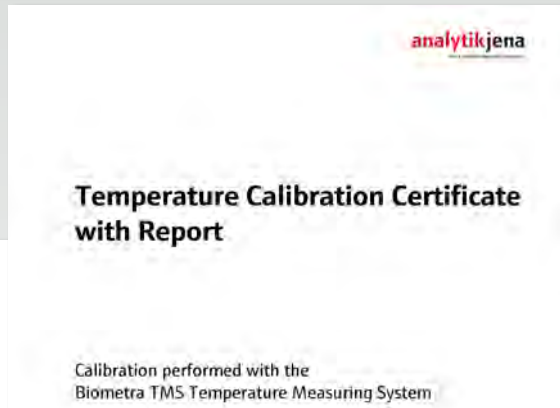 analytikjena
Temperature Calibration Certificate
with Report
Calibration performed with the
Biometra TMS Temperature Measuring System